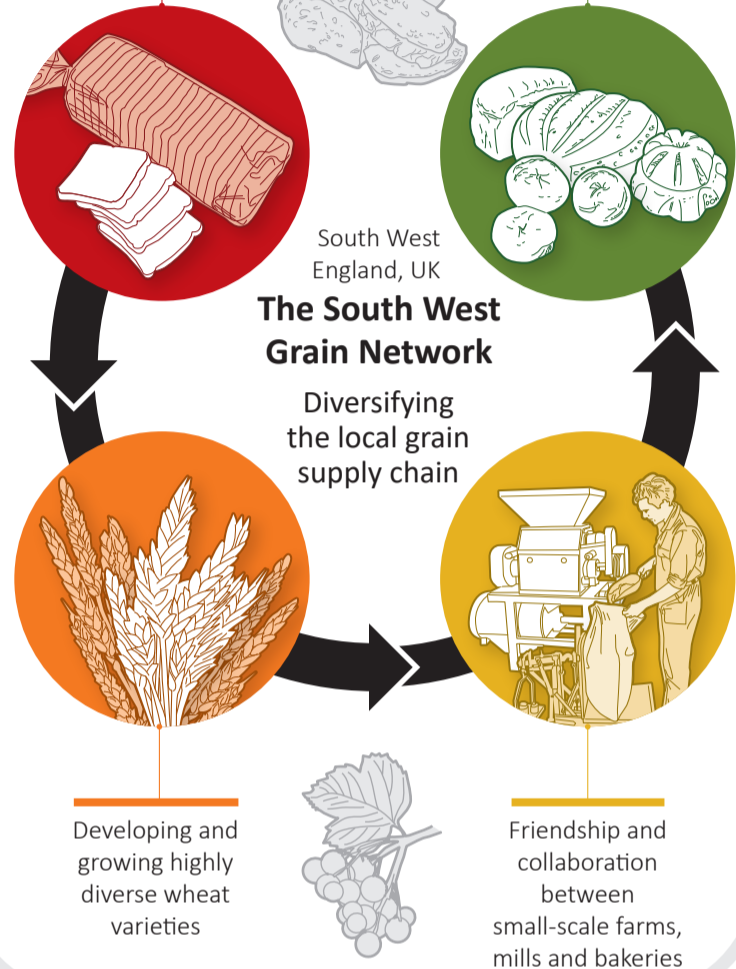 South West
England, UK
The South West
Grain Network
Diversifying
the local grain
supply chain
Developing and
growing highly
diverse wheat
varieties
Friendship and
collaboration
between
small-scale farms,
mills and bakeries